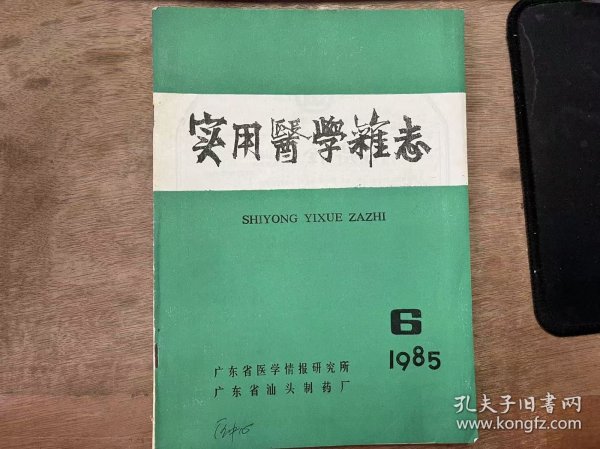 实用醫學雜志
SHIYONG YIXUE ZAZHI
6
1985
广东省医学情报研究所
广东省汕头制药厂
孔夫子旧书网
www.kongfz.com